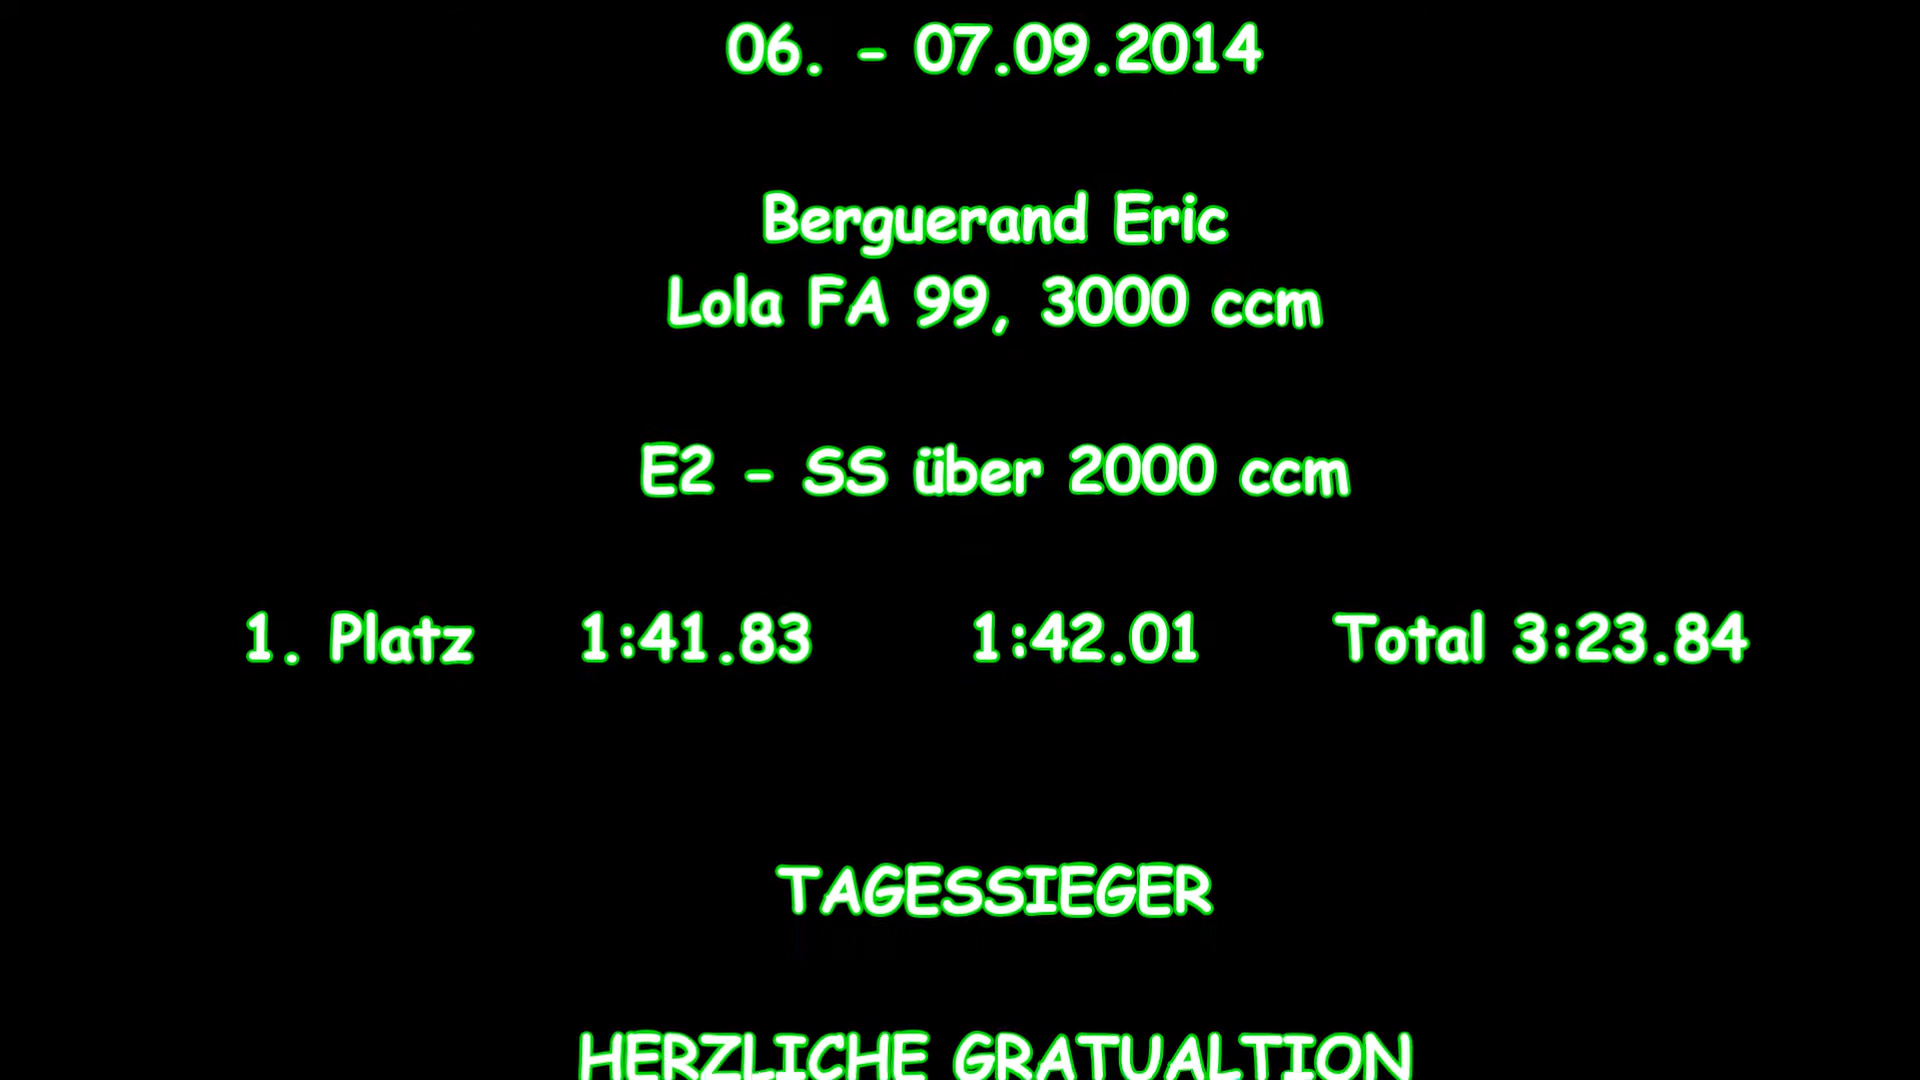 06. - 07.09.2014
Berguerand Eric
Lola FA 99, 3000 ccm
E2 - SS über 2000 ccm
1. Platz 1:41.83 1:42.01 Total 3:23.84
TAGESSIEGER
HERZLICHE GRATUALTION